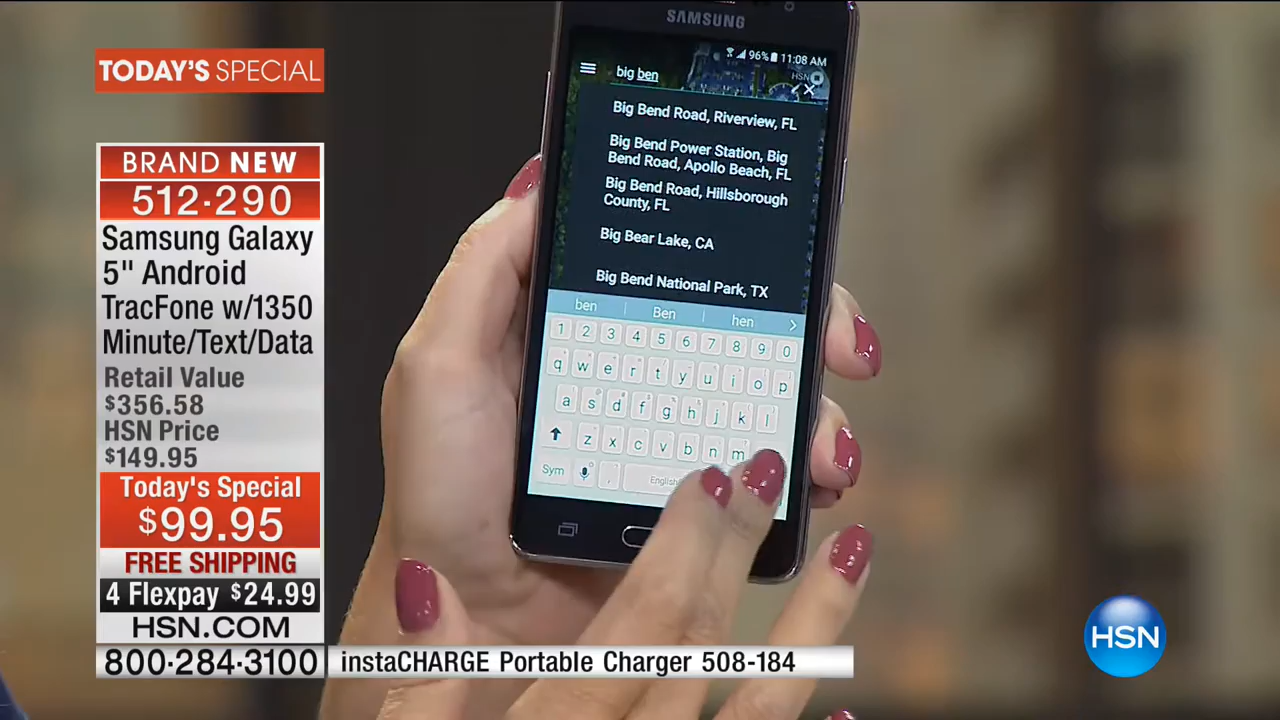 TODAY'S SPECIAL
BRAND NEW
512·290
Samsung Galaxy
5" Android
TracFone w/1350
Minute/Text/Data
Retail Value
$356.58
HSN Price
$149.95
Today's Special
$99.95
FREE SHIPPING
4 Flexpay $24.99
HSN.COM
800·284·3100
instaCHARGE Portable Charger 508-184
HSN
SAMSUNG
96% 11:08 AM
big ben
HSN
Big Bend Road, Riverview, FL
Big Bend Power Station, Big
Bend Road, Apollo Beach, FL
Big Bend Road, Hillsborough
County, FL
Big Bear Lake, CA
Big Bend National Park, TX
ben Ben hen
1 2 3 4 5 6 7 8 9 0
q w e r t y u i o p
a s d f g h j k l
z x c v b n m
Sym , English